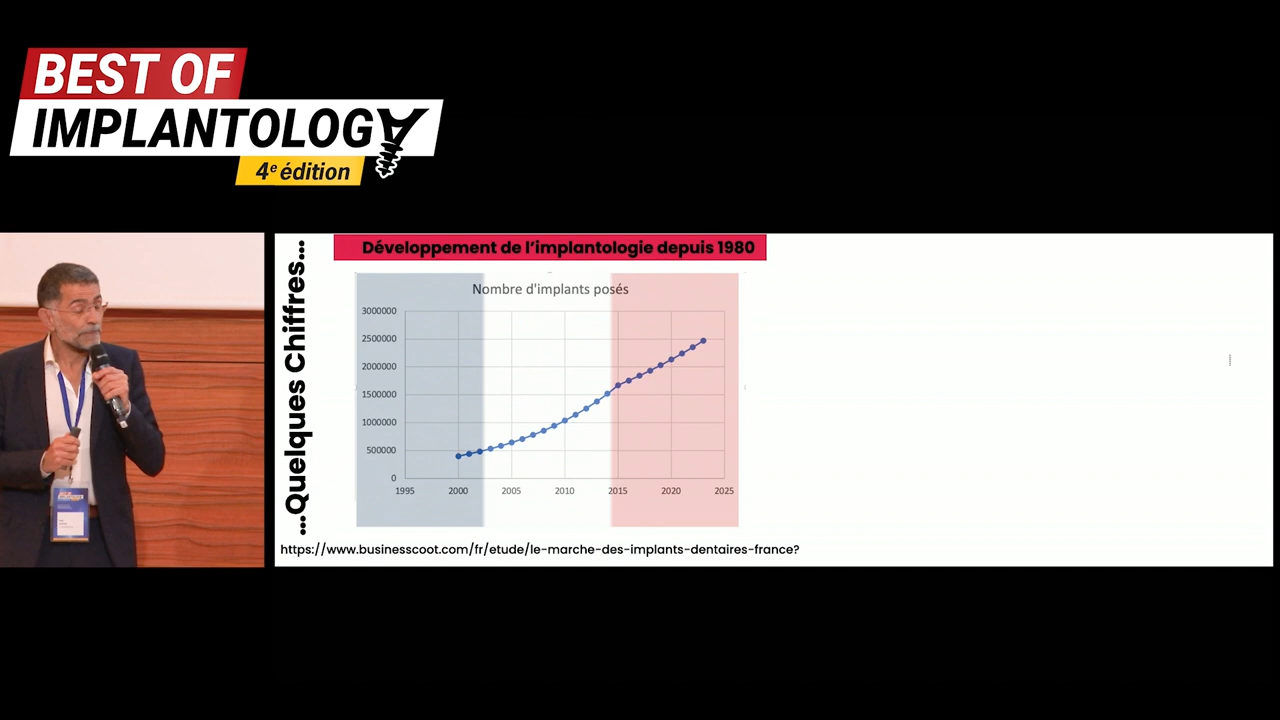 BEST OF
IMPLANTOLOGY
4e édition
Développement de l’implantologie depuis 1980
...Quelques Chiffres...
Nombre d'implants posés
3000000
2500000
2000000
1500000
1000000
500000
0
1995 2000 2005 2010 2015 2020 2025
https://www.businesscoot.com/fr/etude/le-marche-des-implants-dentaires-france?